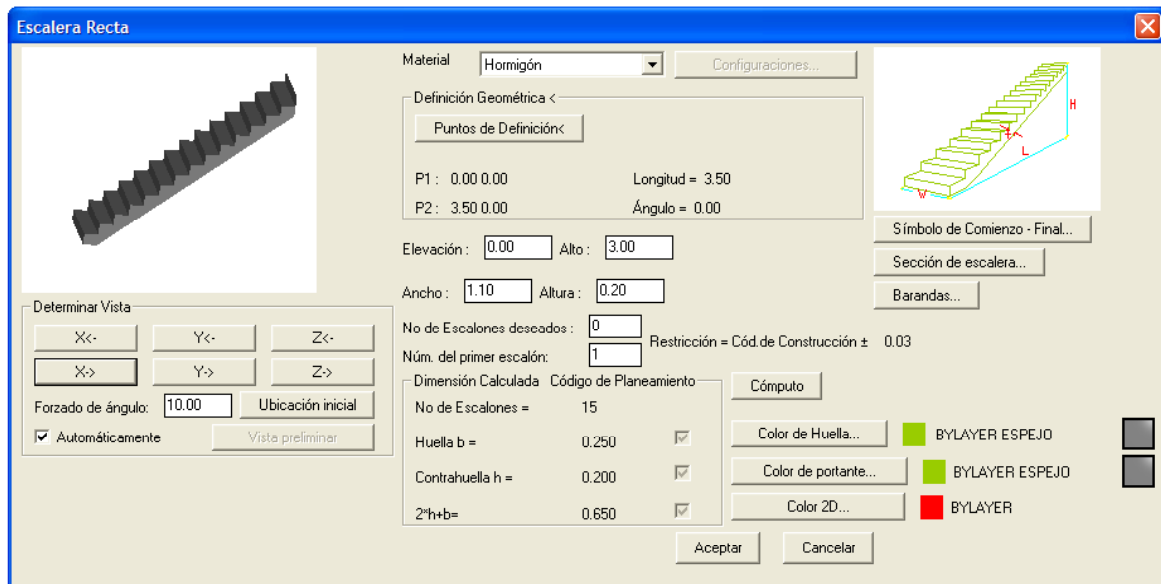 Escalera Recta
Material Hormigón Configuraciones...
Definición Geométrica <
Puntos de Definición<
P1 : 0.00 0.00 Longitud = 3.50
P2 : 3.50 0.00 Ángulo = 0.00
H
L
W
Símbolo de Comienzo - Final...
Elevación : 0.00 Alto : 3.00
Sección de escalera...
Ancho : 1.10 Altura : 0.20
Barandas...
Determinar Vista
X<- Y<- Z<-
X-> Y-> Z->
Forzado de ángulo: 10.00 Ubicación inicial
Automáticamente Vista preliminar
No de Escalones deseados : 0
Restricción = Cód.de Construcción ± 0.03
Núm. del primer escalón: 1
Dimensión Calculada Código de Planeamiento
Cómputo
No de Escalones = 15
Huella b = 0.250
Color de Huella... BYLAYER ESPEJO
Contrahuella h = 0.200
Color de portante... BYLAYER ESPEJO
2*h+b= 0.650
Color 2D... BYLAYER
Aceptar Cancelar